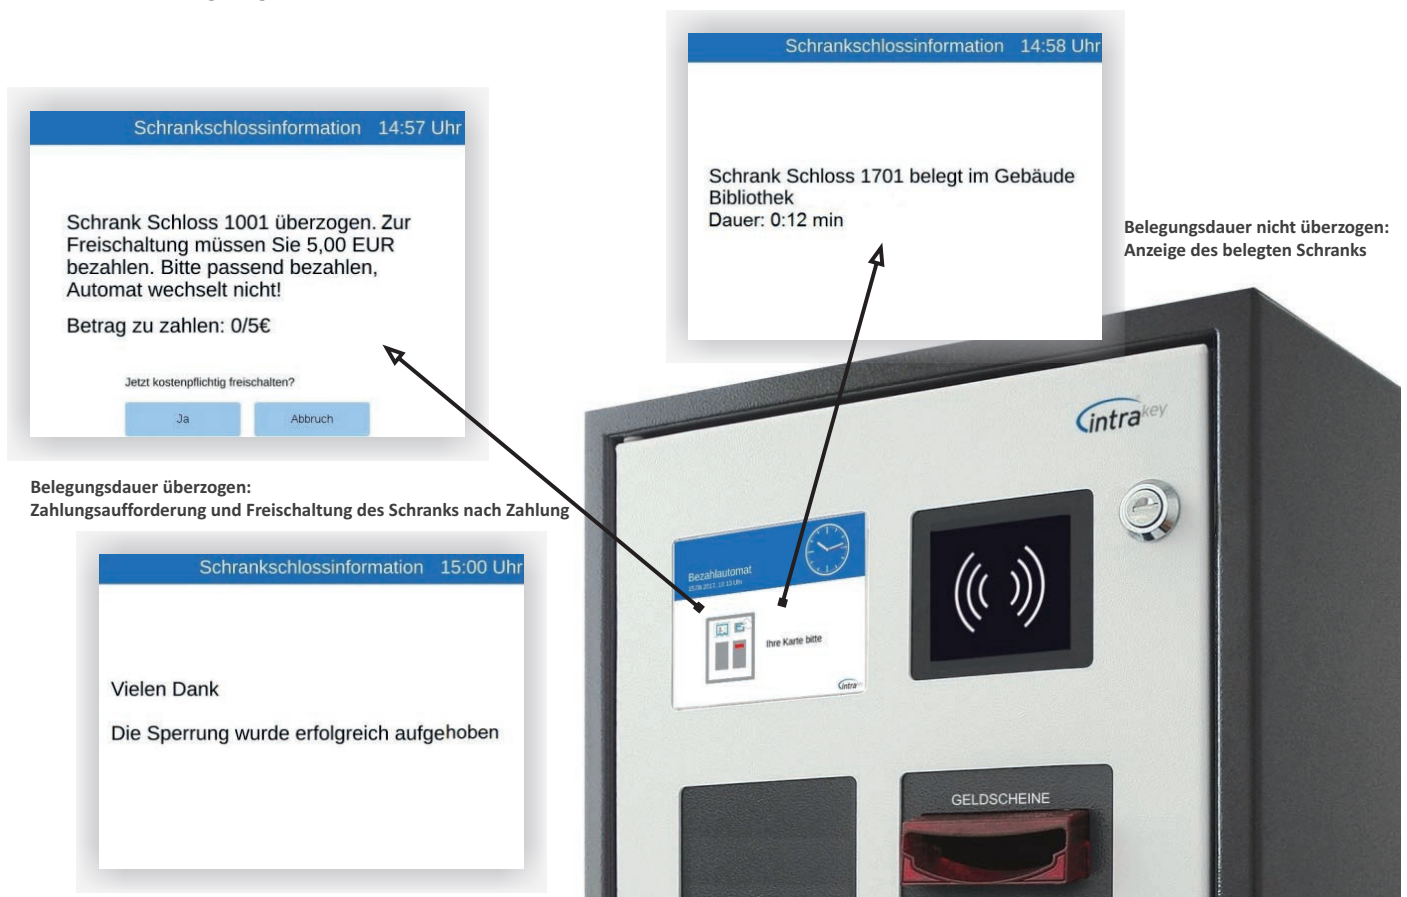 Schrankschlossinformation 14:58 Uhr
Schrank Schloss 1701 belegt im Gebäude
Bibliothek
Dauer: 0:12 min
Belegungsdauer nicht überzogen:
Anzeige des belegten Schranks
Schrankschlossinformation 14:57 Uhr
Schrank Schloss 1001 überzogen. Zur
Freischaltung müssen Sie 5,00 EUR
bezahlen. Bitte passend bezahlen,
Automat wechselt nicht!
Betrag zu zahlen: 0/5€
Jetzt kostenpflichtig freischalten?
Ja Abbruch
Belegungsdauer überzogen:
Zahlungsaufforderung und Freischaltung des Schranks nach Zahlung
Schrankschlossinformation 15:00 Uhr
Vielen Dank
Die Sperrung wurde erfolgreich aufgehoben
intrakey
Bezahlautomat
Ihre Karte bitte
intra
GELDSCHEINE